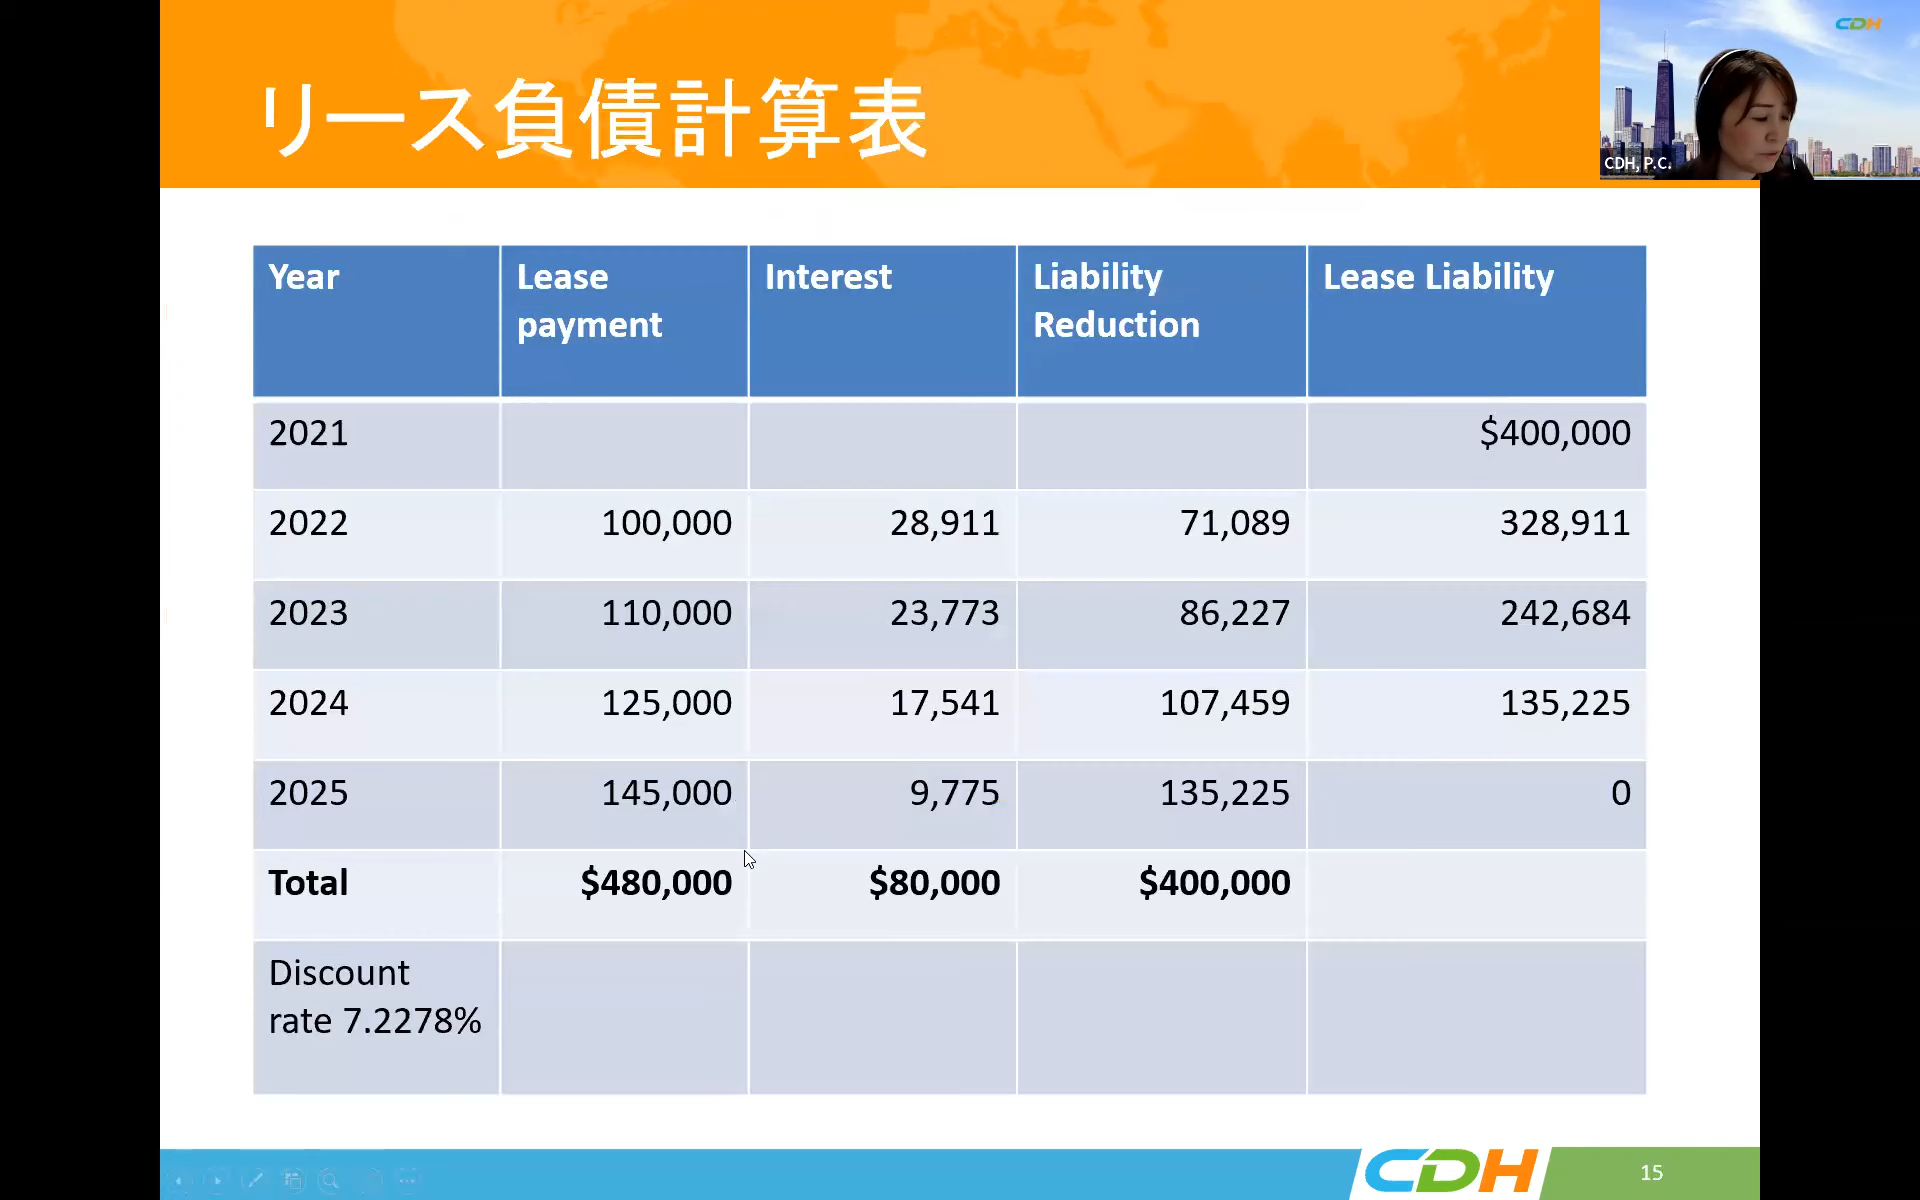 リース負債計算表
CDH
CDH, P.C.
Year Lease payment Interest Liability Reduction Lease Liability
2021 $400,000
2022 100,000 28,911 71,089 328,911
2023 110,000 23,773 86,227 242,684
2024 125,000 17,541 107,459 135,225
2025 145,000 9,775 135,225 0
Total $480,000 $80,000 $400,000
Discount rate 7.2278%
CDH
15